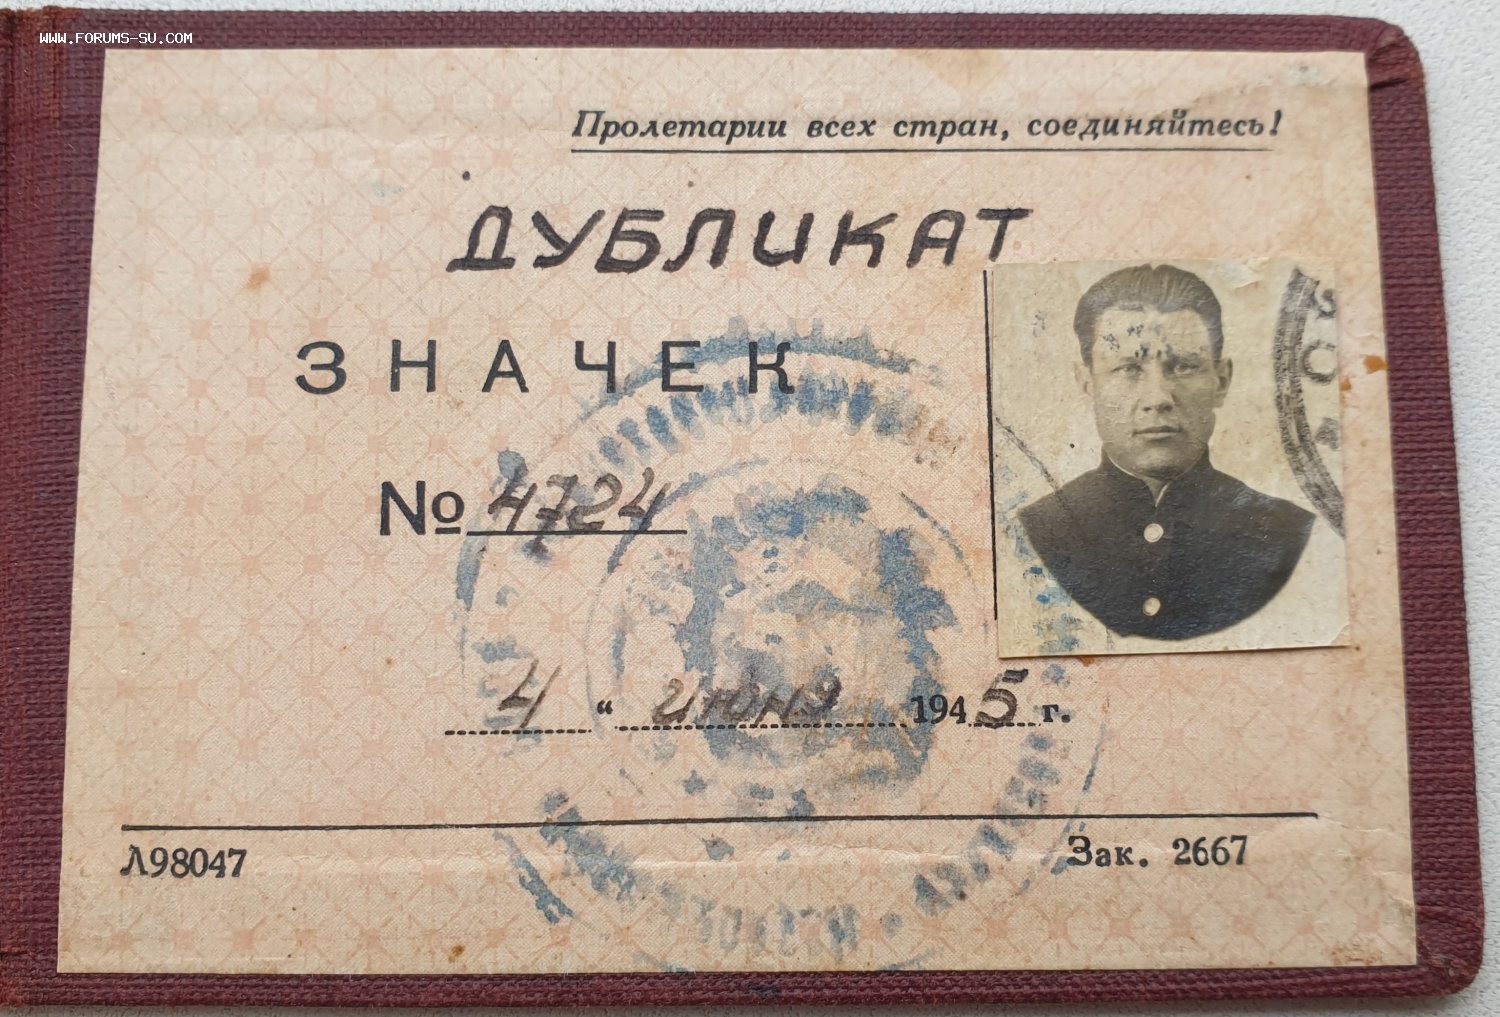 WWW.FORUMS-SU.COM
Пролетарии всех стран, соединяйтесь!
ДУБЛИКАТ
ЗНАЧЕК
№ 4724
4 “ июня 1945 г.
Л98047
Зак. 2667